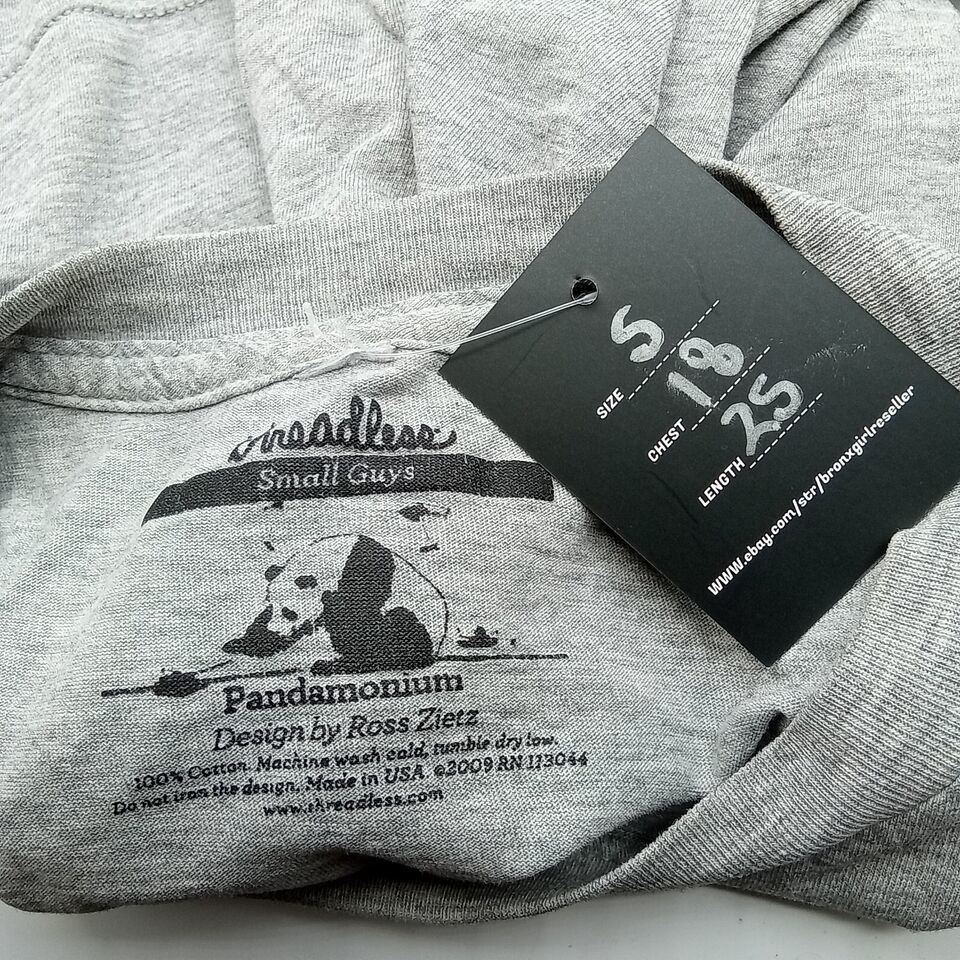 threadless
Small Guys
Pandamonium
Design by Ross Zietz
100% Cotton. Machine wash cold, tumble dry low.
Do not iron the design. Made in USA ©2009 RN 113044
www.threadless.com
SIZE S
CHEST 18
LENGTH 25
www.ebay.com/str/bronxgirlreseller